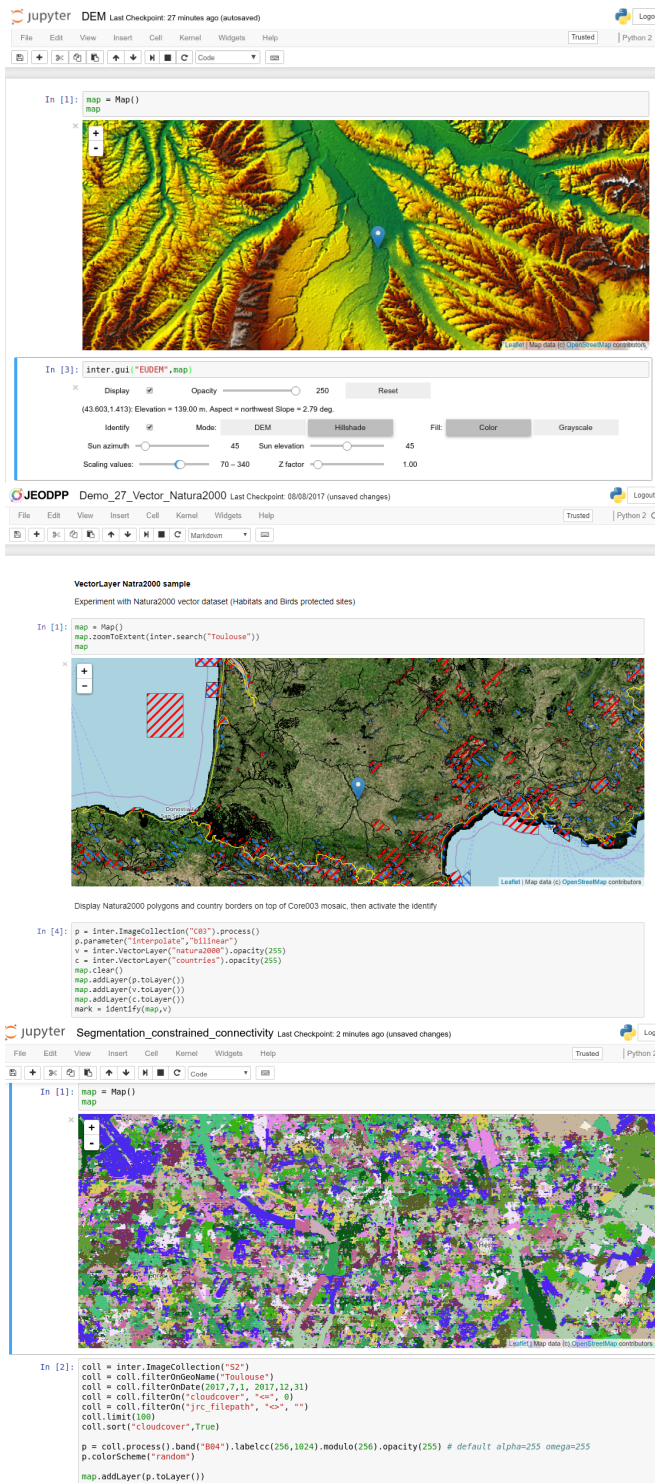 jupyter DEM Last Checkpoint: 27 minutes ago (autosaved)
File Edit View Insert Cell Kernel Widgets Help Trusted Python 2
Code
In [1]: map = Map()
map
+
-
Leaflet | Map data (c) OpenStreetMap contributors
In [3]: inter.gui("EUDEM",map)
Display Opacity 250 Reset
(43.603,1.413): Elevation = 139.00 m. Aspect = northwest Slope = 2.79 deg.
Identify Mode: DEM Hillshade Fill: Color Grayscale
Sun azimuth 45 Sun elevation 45
Scaling values: 70 – 340 Z factor 1.00
JEODPP Demo_27_Vector_Natura2000 Last Checkpoint: 08/08/2017 (unsaved changes) Logout
File Edit View Insert Cell Kernel Widgets Help Trusted Python 2
Markdown
VectorLayer Natra2000 sample
Experiment with Natura2000 vector dataset (Habitats and Birds protected sites)
In [1]: map = Map()
map.zoomToExtent(inter.search("Toulouse"))
map
+
-
Leaflet | Map data (c) OpenStreetMap contributors
Display Natura2000 polygons and country borders on top of Core003 mosaic, then activate the identify
In [4]: p = inter.ImageCollection("C03").process()
p.parameter("interpolate","bilinear")
v = inter.VectorLayer("natura2000").opacity(255)
c = inter.VectorLayer("countries").opacity(255)
map.clear()
map.addLayer(p.toLayer())
map.addLayer(v.toLayer())
map.addLayer(c.toLayer())
mark = identify(map,v)
jupyter Segmentation_constrained_connectivity Last Checkpoint: 2 minutes ago (unsaved changes)
File Edit View Insert Cell Kernel Widgets Help Trusted Python 2
Code
In [1]: map = Map()
map
+
-
Leaflet | Map data (c) OpenStreetMap contributors
In [2]: coll = inter.ImageCollection("S2")
coll = coll.filterOnGeoName("Toulouse")
coll = coll.filterOnDate(2017,7,1, 2017,12,31)
coll = coll.filterOn("cloudcover", "<=", 0)
coll = coll.filterOn("jrc_filepath", "<>", "")
coll.limit(100)
coll.sort("cloudcover",True)
p = coll.process().band("B04").labelcc(256,1024).modulo(256).opacity(255) # default alpha=255 omega=255
p.colorScheme("random")
map.addLayer(p.toLayer())